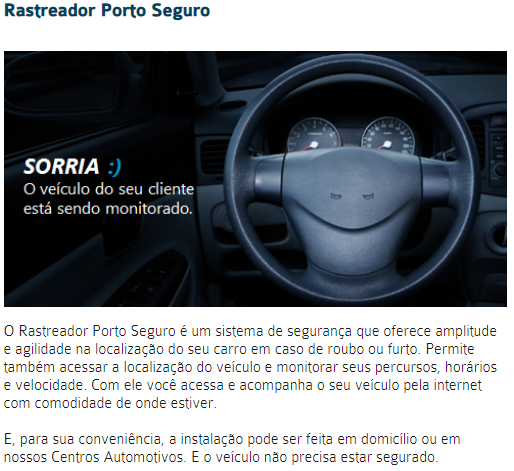 Rastreador Porto Seguro
SORRIA :)
O veículo do seu cliente
está sendo monitorado.
O Rastreador Porto Seguro é um sistema de segurança que oferece amplitude
e agilidade na localização do seu carro em caso de roubo ou furto. Permite
também acessar a localização do veículo e monitorar seus percursos, horários
e velocidade. Com ele você acessa e acompanha o seu veículo pela internet
com comodidade de onde estiver.
E, para sua conveniência, a instalação pode ser feita em domicílio ou em
nossos Centros Automotivos. E o veículo não precisa estar segurado.